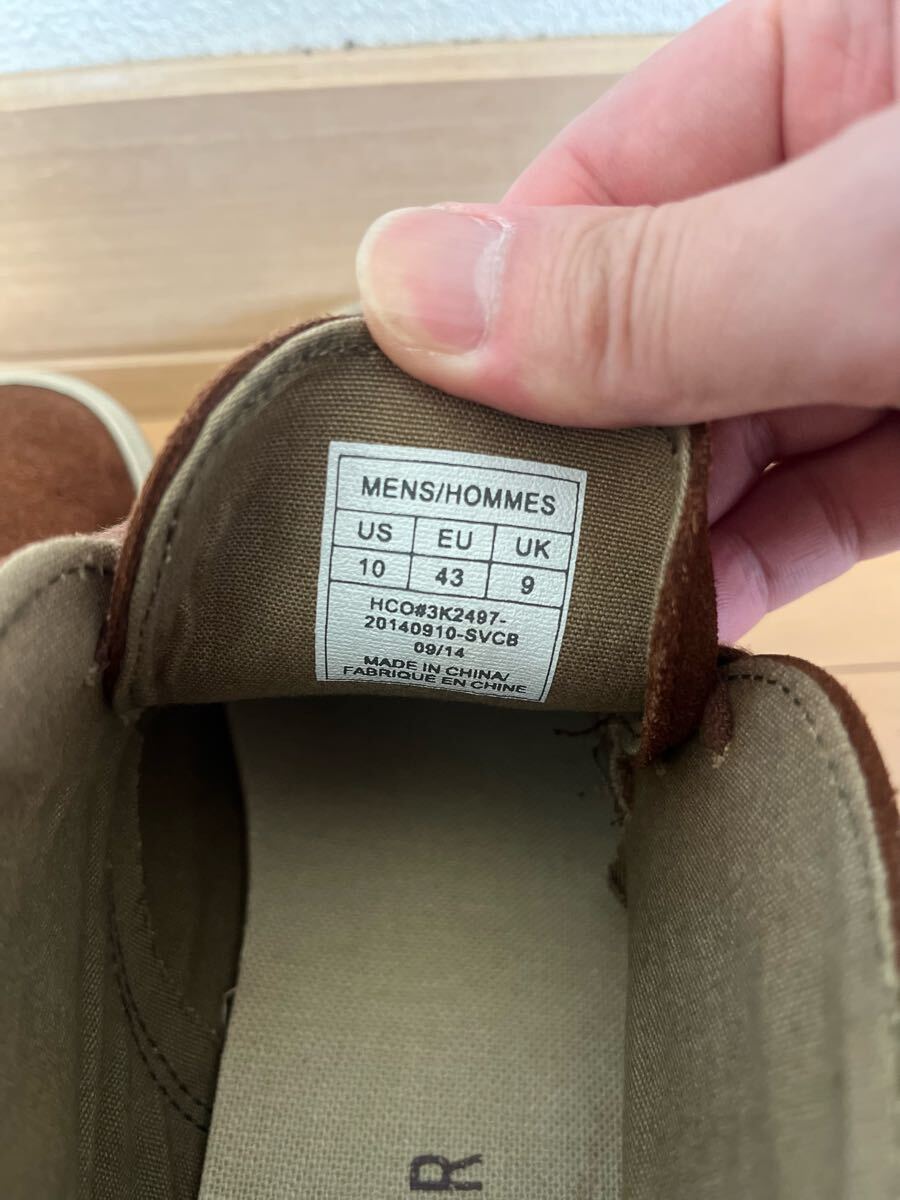 MENS/HOMMES
US EU UK
10 43 9
HCO#3K2497-
20140910-SVCB
09/14
MADE IN CHINA/
FABRIQUE EN CHINE
R